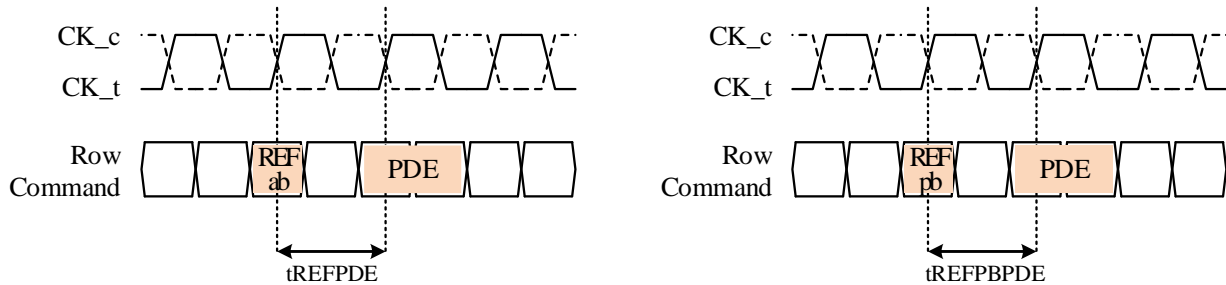 CK_c
CK_t
Row
Command
REF
ab
PDE
tREFPDE
CK_c
CK_t
Row
Command
REF
pb
PDE
tREFPBPDE